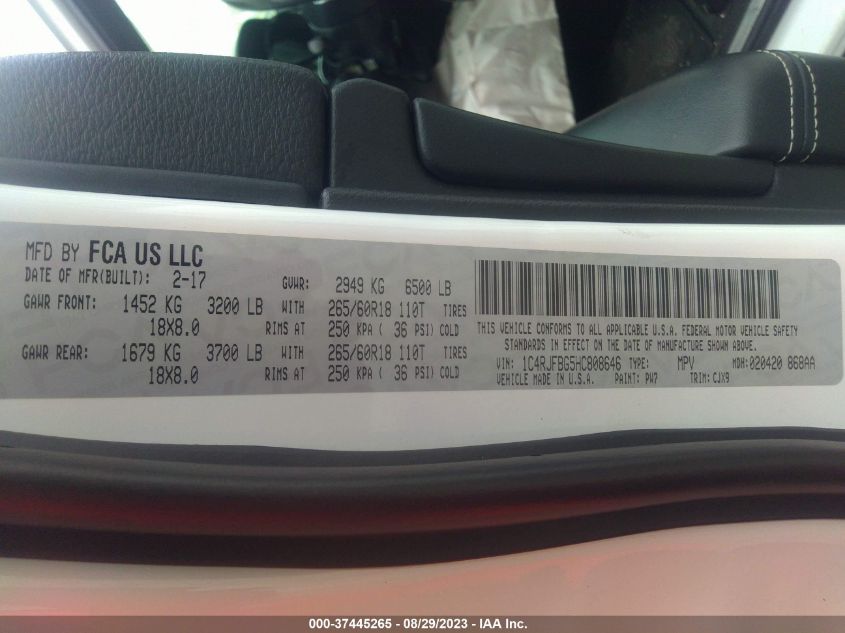 MFD BY FCA US LLC
DATE OF MFR(BUILT): 2-17 GVWR: 2949 KG 6500 LB
GAWR FRONT: 1452 KG 3200 LB WITH 265/60R18 110T TIRES
18X8.0 RIMS AT 250 KPA ( 36 PSI) COLD
GAWR REAR: 1679 KG 3700 LB WITH 265/60R18 110T TIRES
18X8.0 RIMS AT 250 KPA ( 36 PSI) COLD
THIS VEHICLE CONFORMS TO ALL APPLICABLE U.S.A. FEDERAL MOTOR VEHICLE SAFETY
STANDARDS IN EFFECT ON THE DATE OF MANUFACTURE SHOWN ABOVE.
VIN: 1C4RJFBG5HC808646 TYPE: MPV MDH:020420 868AA
VEHICLE MADE IN U.S.A. PAINT: PW7 TRIM: CJX9
000-37445265 - 08/29/2023 - IAA Inc.